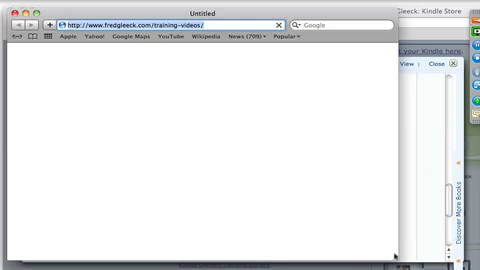 Untitled
Gleeck: Kindle Store
http://www.fredgleeck.com/training-videos/
Google
Apple Yahoo! Google Maps YouTube Wikipedia News (709) Popular
your Kindle here.
View | Close
Discover More Books